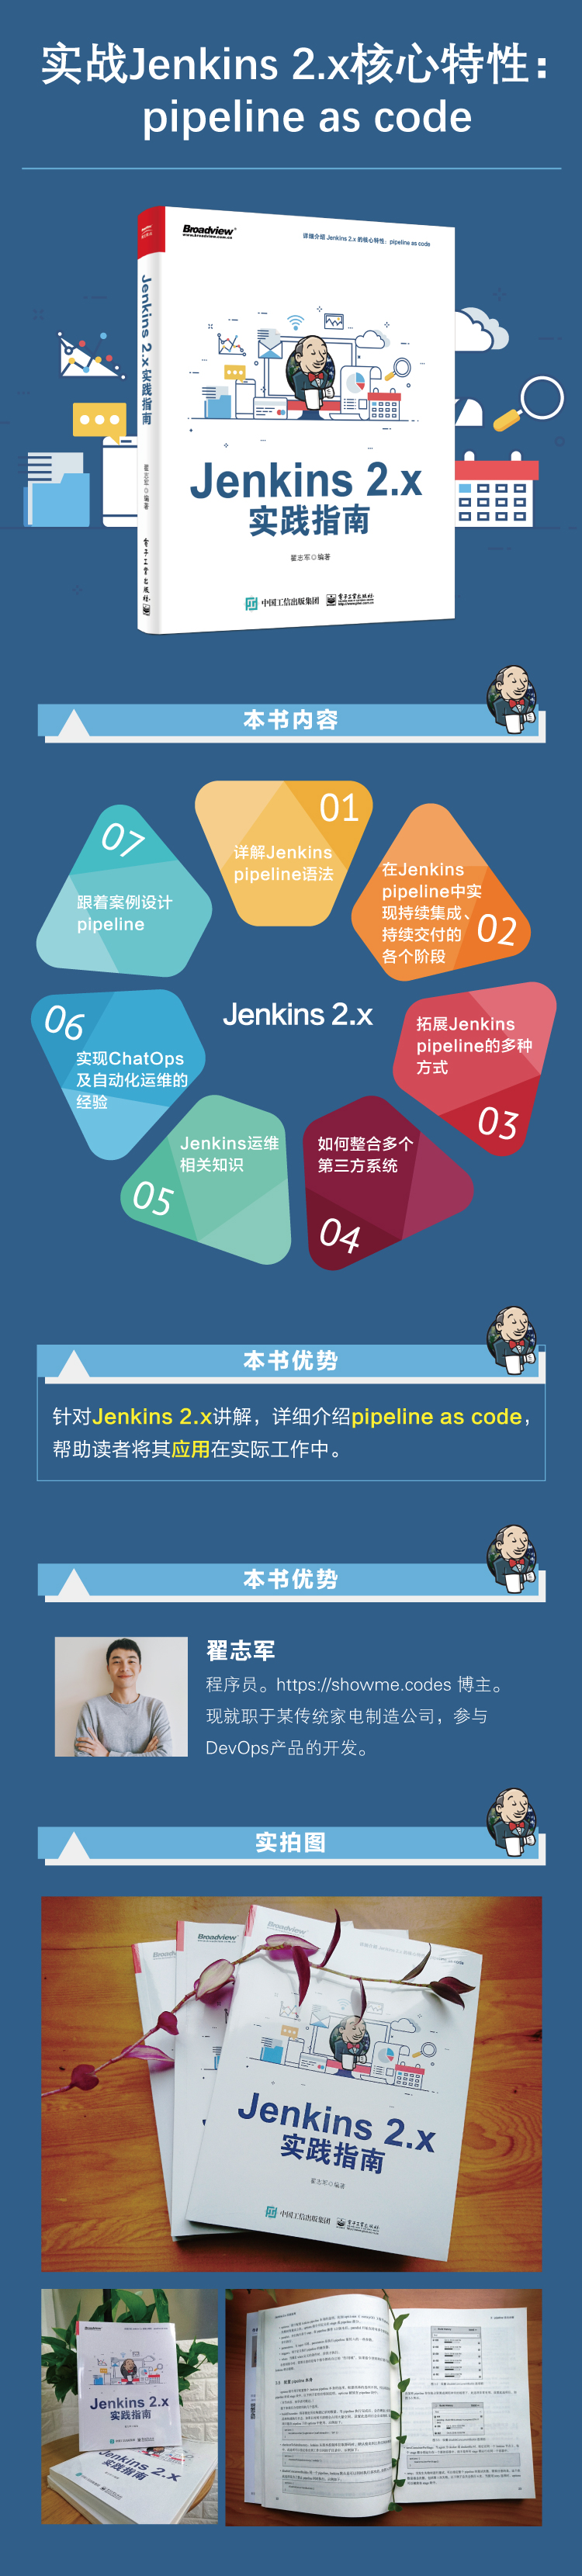 实战Jenkins 2.x核心特性：
pipeline as code
Broadview
www.broadview.com.cn
详细介绍 Jenkins 2.x 的核心特性：pipeline as code
Jenkins 2.x 实践指南
翟志军 ◎ 编著
电子工业出版社
Jenkins 2.x
实践指南
翟志军◎编著
中国工信出版集团
电子工业出版社
本书内容
01
详解Jenkins
pipeline语法
02
在Jenkins
pipeline中实
现持续集成、
持续交付的
各个阶段
03
拓展Jenkins
pipeline的多种
方式
04
如何整合多个
第三方系统
05
Jenkins运维
相关知识
06
实现ChatOps
及自动化运维的
经验
07
跟着案例设计
pipeline
Jenkins 2.x
本书优势
针对Jenkins 2.x讲解，详细介绍pipeline as code，
帮助读者将其应用在实际工作中。
本书优势
翟志军
程序员。https://showme.codes 博主。
现就职于某传统家电制造公司，参与
DevOps产品的开发。
实拍图
Broadview
Broadview
Jenkins 2.x
实践指南
翟志军◎编著
中国工信出版集团
电子工业出版社
Jenkins 2.x
实践指南
Jenkins 2.x
实践指南